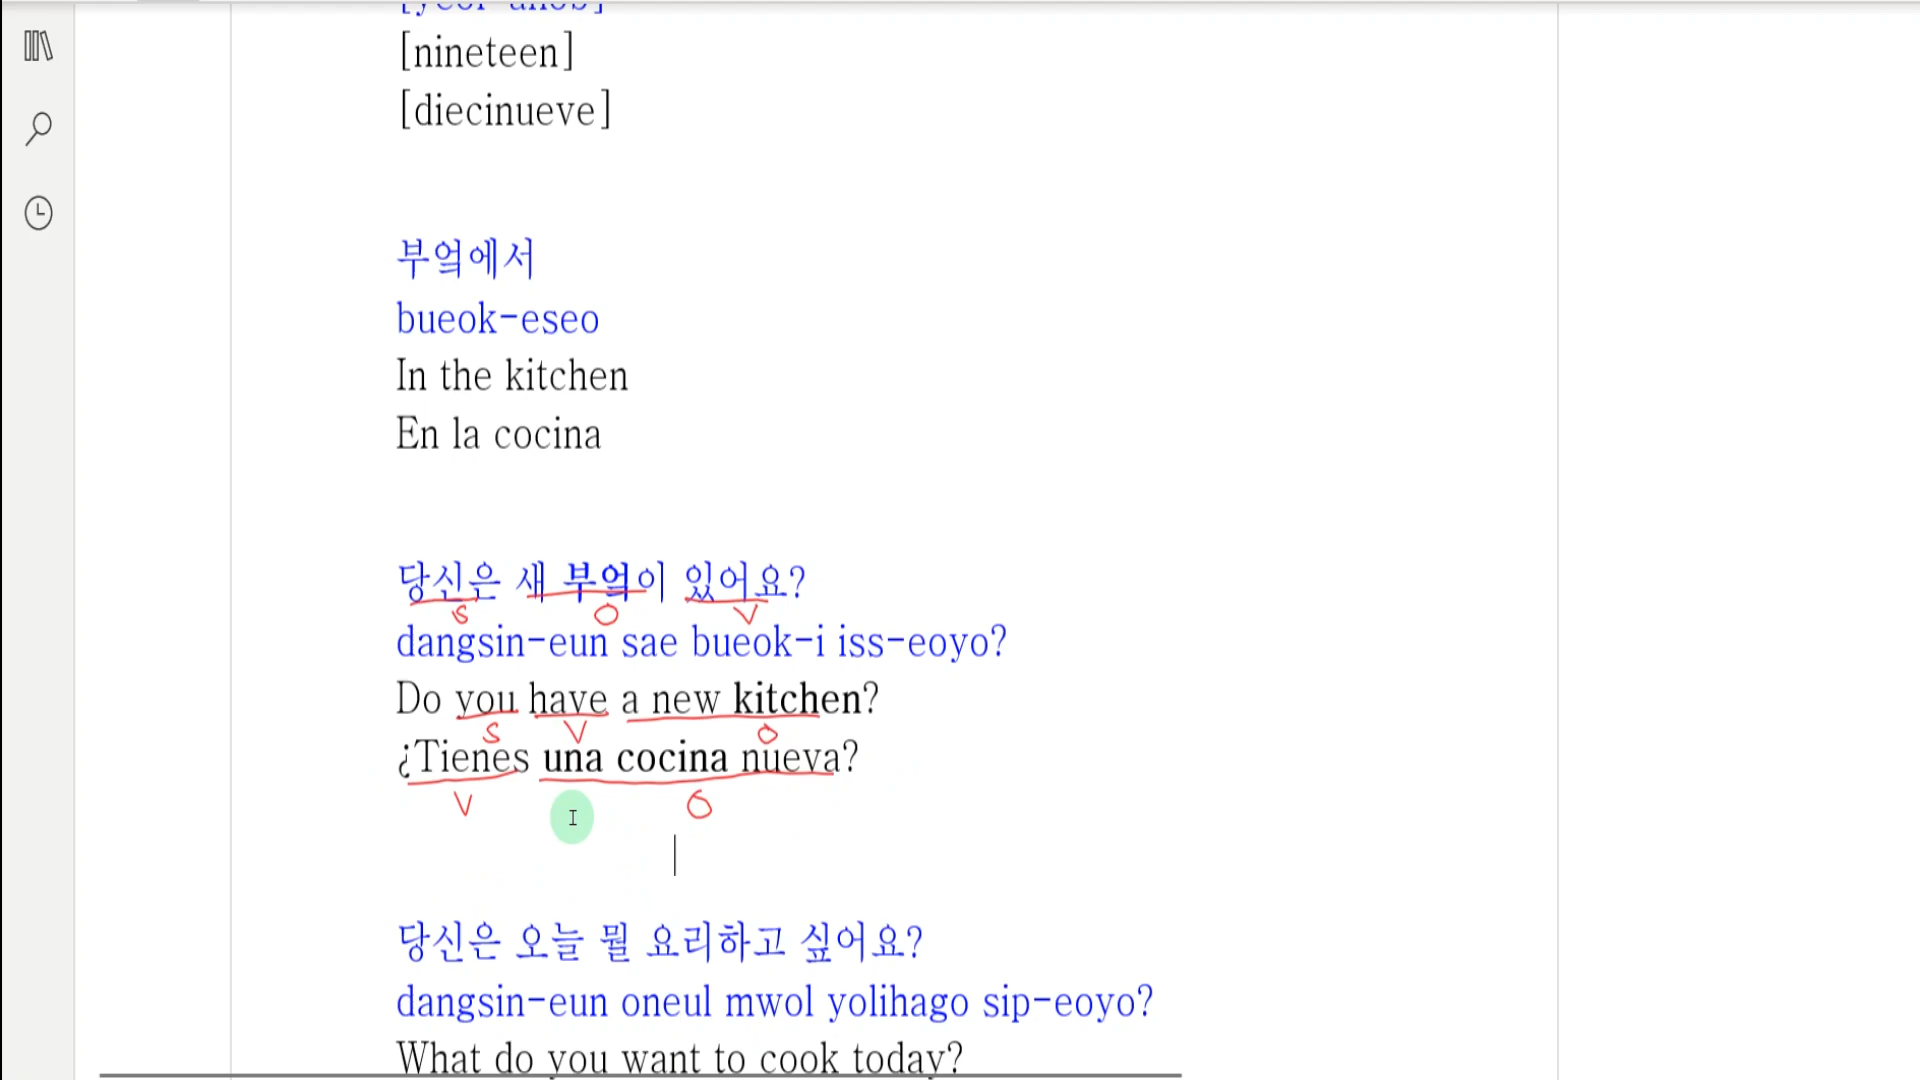 [nineteen]
[diecinueve]
부엌에서
bueok-eseo
In the kitchen
En la cocina
당신은 새 부엌이 있어요?
S O V
dangsin-eun sae bueok-i iss-eoyo?
Do you have a new kitchen?
S V O
¿Tienes una cocina nueva?
V O
당신은 오늘 뭘 요리하고 싶어요?
dangsin-eun oneul mwol yolihago sip-eoyo?
What do you want to cook today?